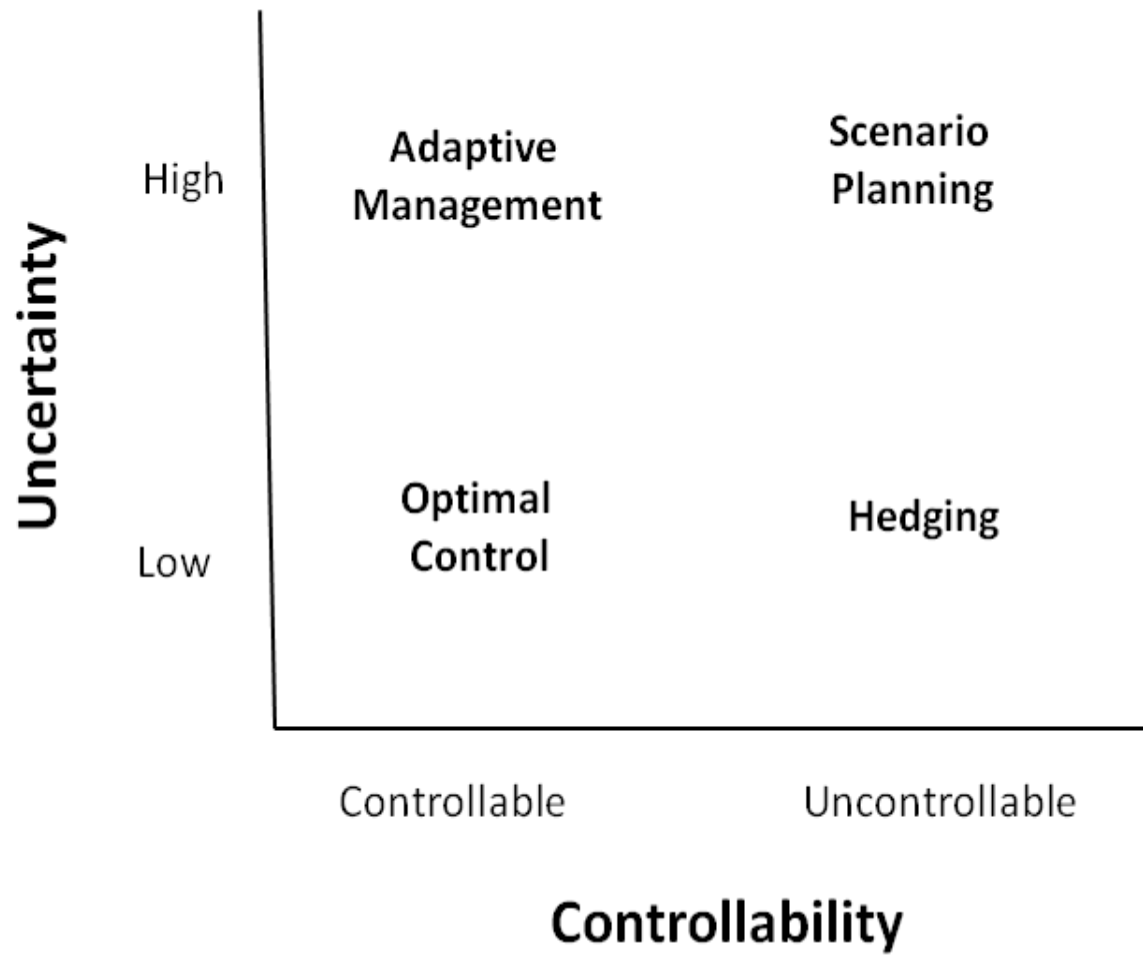 Uncertainty
High
Low
Adaptive
Management
Scenario
Planning
Optimal
Control
Hedging
Controllable
Uncontrollable
Controllability